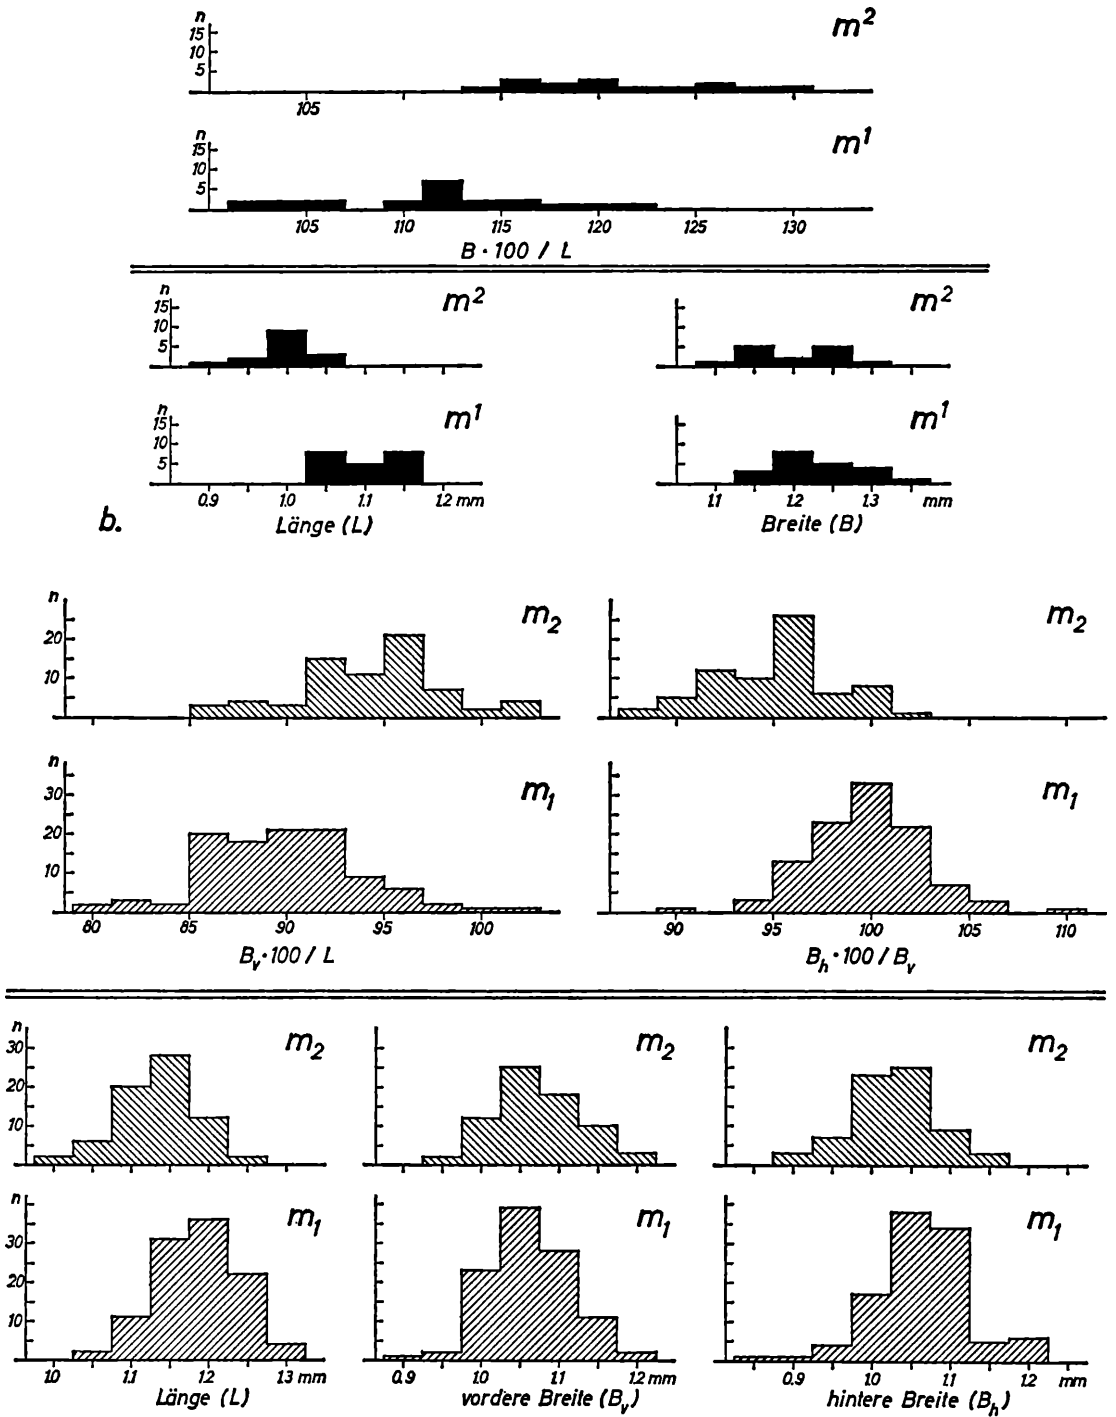 n
m²
15
10
5
105
n
m¹
15
10
5
105 110 115 120 125 130
B · 100 / L
n
m² m²
15
10
5
n
m¹ m¹
15
10
5
0.9 1.0 1.1 1.2 mm 1.1 1.2 1.3 mm
b. Länge (L) Breite (B)
n
m₂ m₂
20
10
n
m₁ m₁
30
20
10
80 85 90 95 100 90 95 100 105 110
Bᵥ · 100 / L Bₕ · 100 / Bᵥ
n
m₂ m₂ m₂
30
20
10
n
m₁ m₁ m₁
30
20
10
1.0 1.1 1.2 1.3 mm 0.9 1.0 1.1 1.2 mm 0.9 1.0 1.1 1.2 mm
Länge (L) vordere Breite (Bᵥ) hintere Breite (Bₕ)